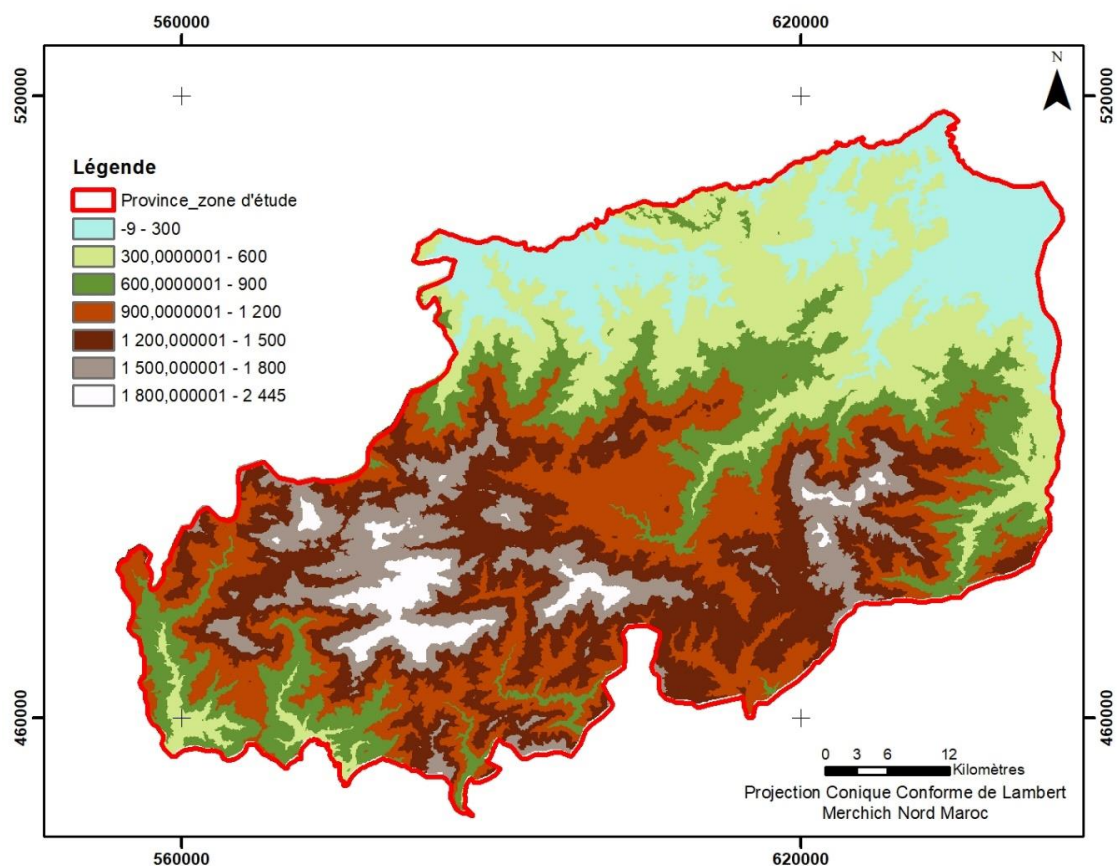 560000
620000
520000
520000
N
Légende
Province_zone d'étude
-9 - 300
300,0000001 - 600
600,0000001 - 900
900,0000001 - 1 200
1 200,000001 - 1 500
1 500,000001 - 1 800
1 800,000001 - 2 445
460000
460000
0 3 6 12
Kilomètres
Projection Conique Conforme de Lambert
Merchich Nord Maroc
560000
620000